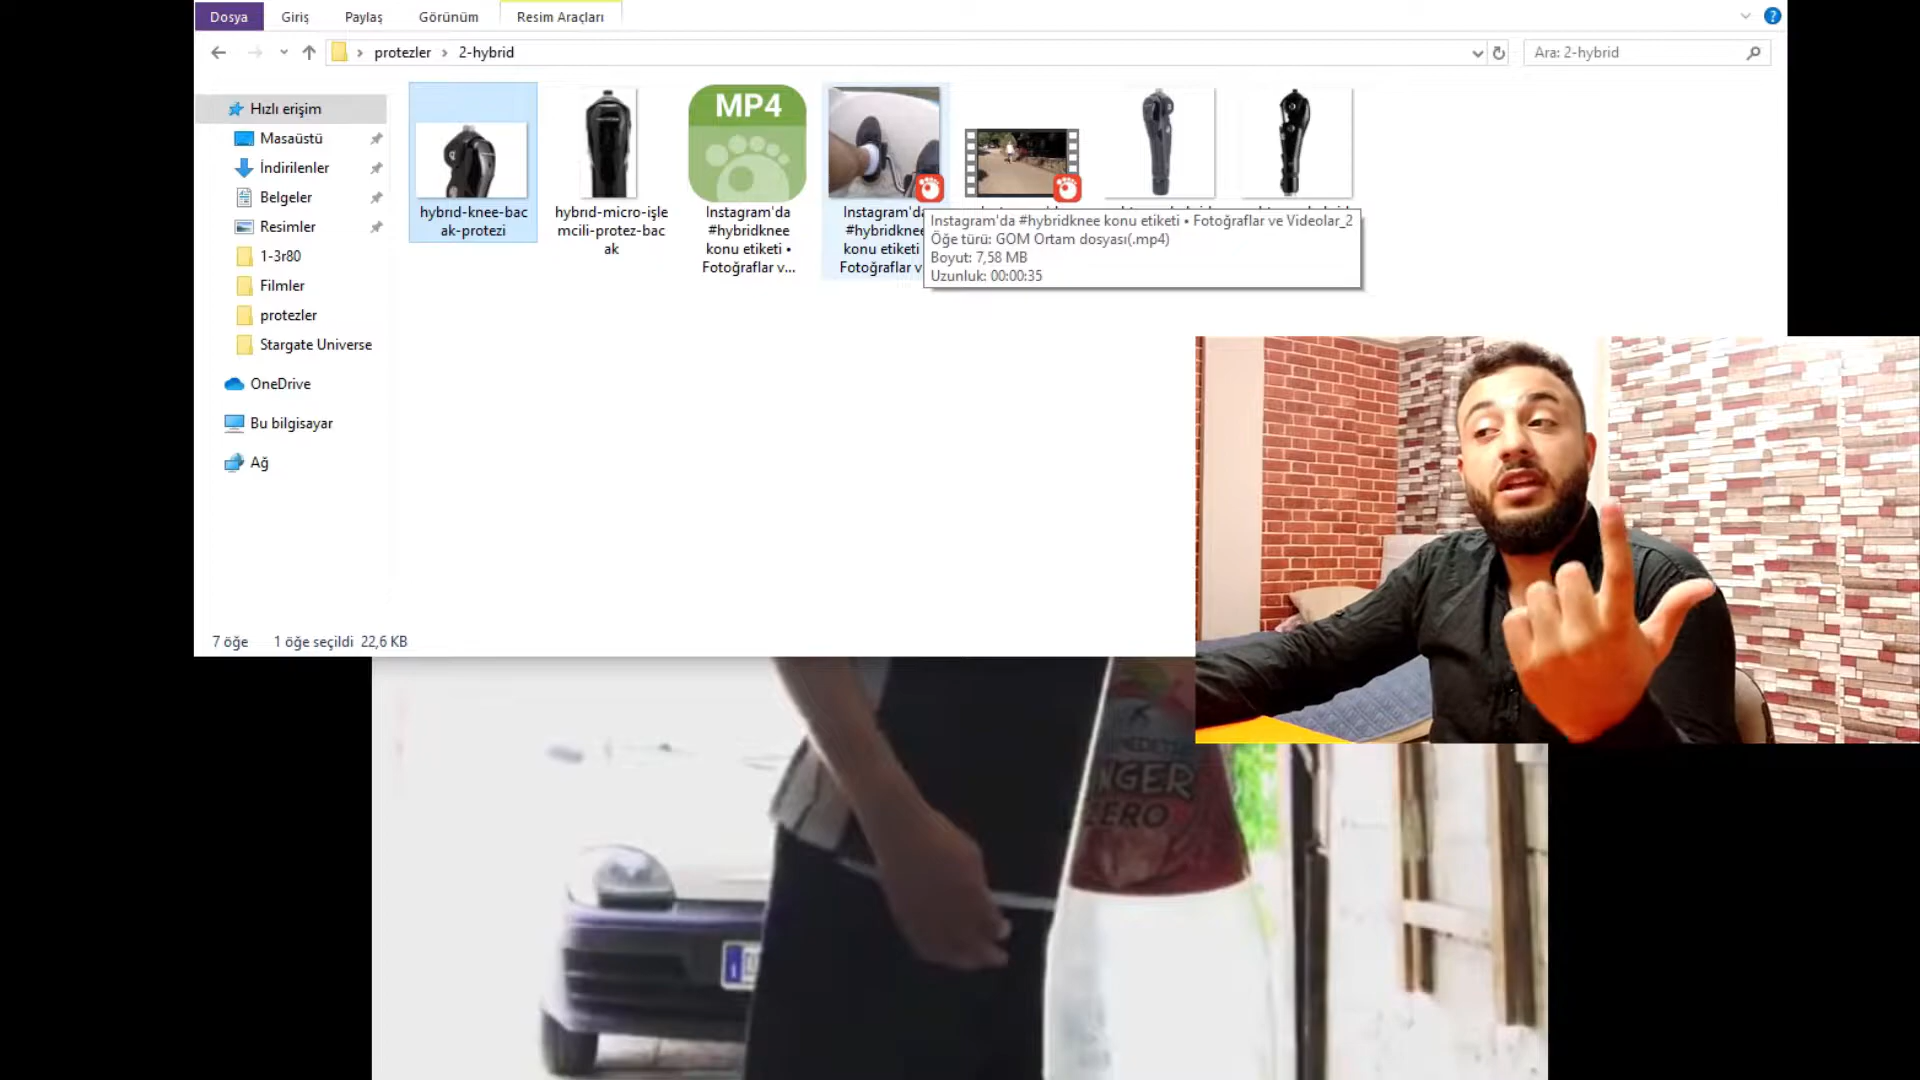 Dosya
Giriş
Paylaş
Görünüm
Resim Araçları
protezler
2-hybrid
Ara: 2-hybrid
Hızlı erişim
Masaüstü
İndirilenler
Belgeler
Resimler
1-3r80
Filmler
protezler
Stargate Universe
OneDrive
Bu bilgisayar
Ağ
hybrıd-knee-bac
ak-protezi
hybrıd-micro-işle
mcili-protez-bac
ak
MP4
Instagram'da
#hybridknee
konu etiketi •
Fotoğraflar v...
Instagram'da
#hybridknee
konu etiketi
Fotoğraflar v
Instagram'da #hybridknee konu etiketi • Fotoğraflar ve Videolar_2
Öğe türü: GOM Ortam dosyası(.mp4)
Boyut: 7,58 MB
Uzunluk: 00:00:35
7 öğe
1 öğe seçildi 22,6 KB
NGER
ZERO